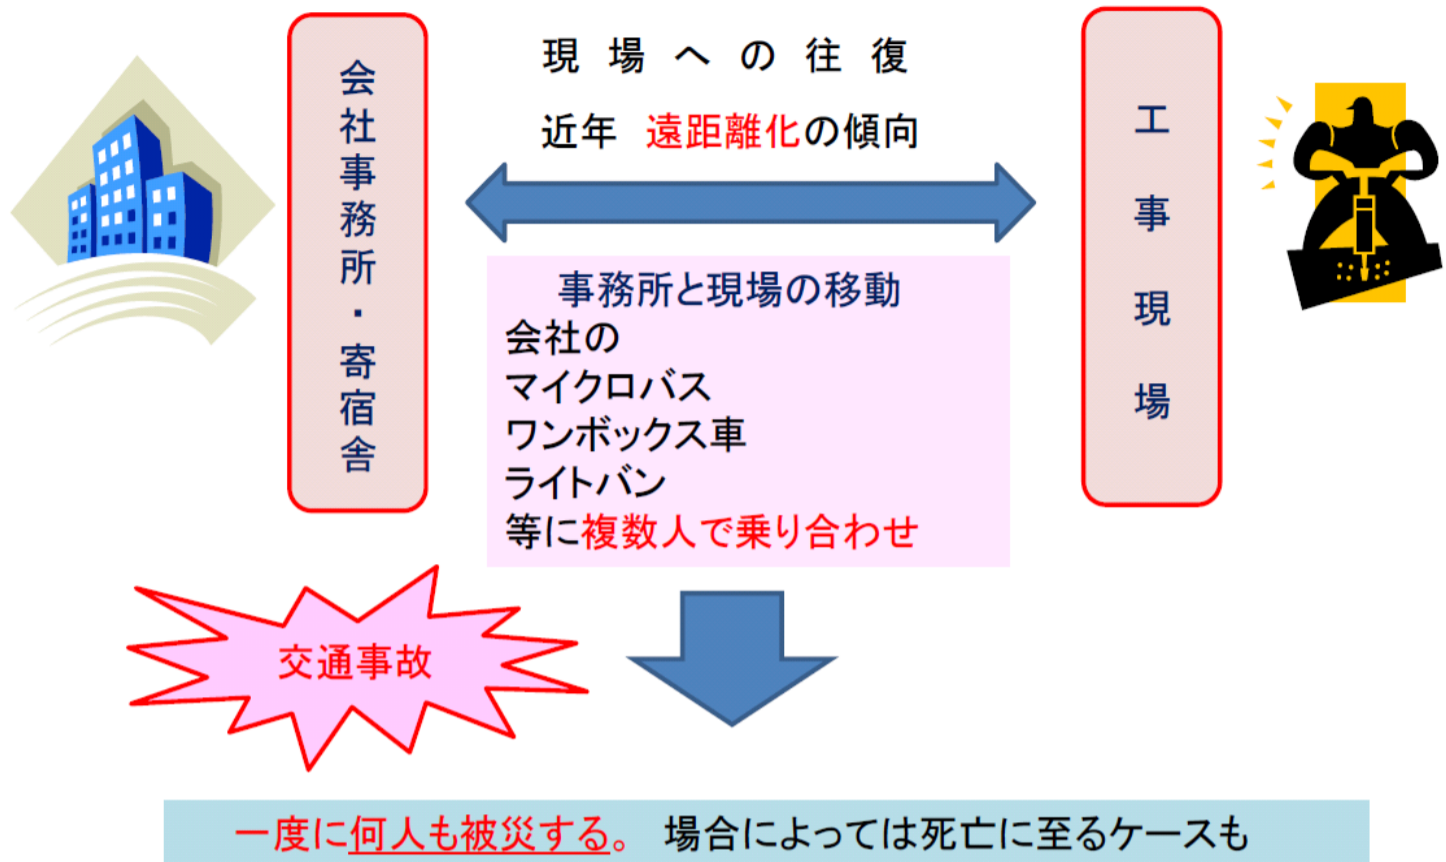 会社事務所・寄宿舎
現場への往復
近年 遠距離化の傾向
工事現場
事務所と現場の移動
会社の
マイクロバス
ワンボックス車
ライトバン
等に複数人で乗り合わせ
交通事故
一度に何人も被災する。 場合によっては死亡に至るケースも